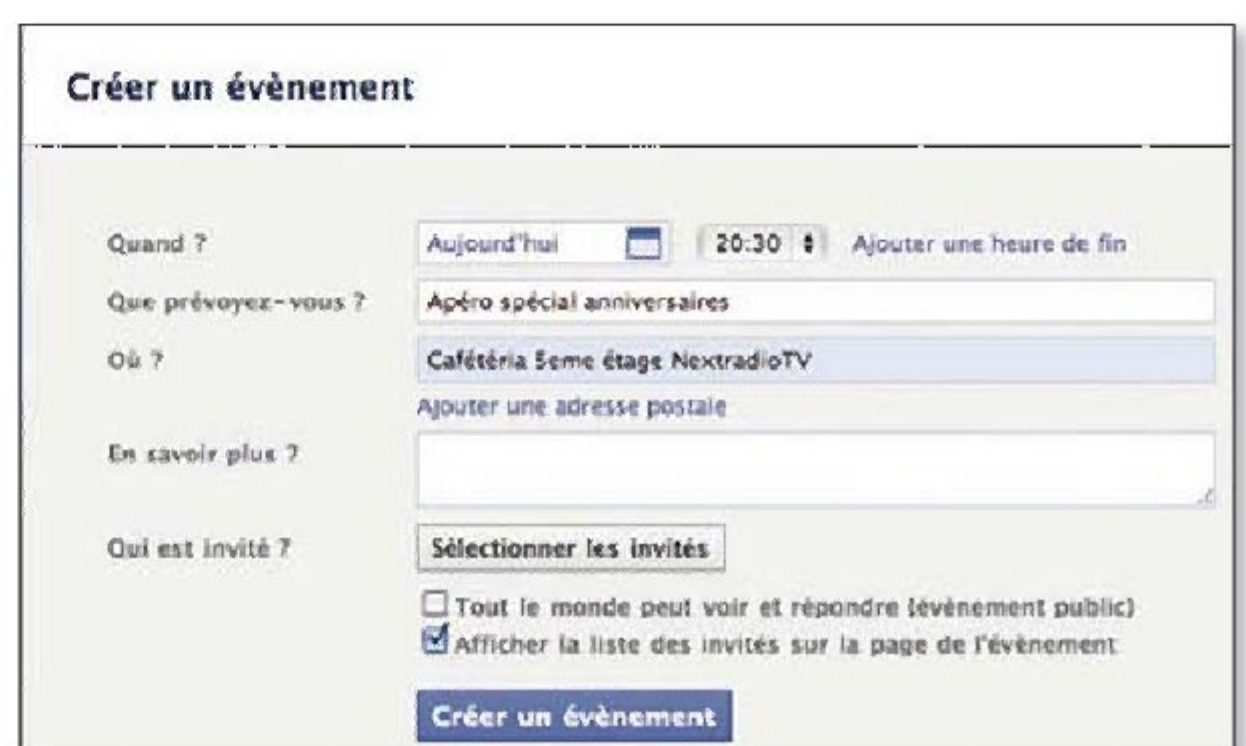 Créer un évènement
Quand ? Aujourd'hui 20:30 Ajouter une heure de fin
Que prévoyez-vous ? Apéro spécial anniversaires
Où ? Cafétéria 5eme étage NextradioTV
Ajouter une adresse postale
En savoir plus ?
Qui est invité ? Sélectionner les invités
Tout le monde peut voir et répondre (évènement public)
Afficher la liste des invités sur la page de l'évènement
Créer un évènement